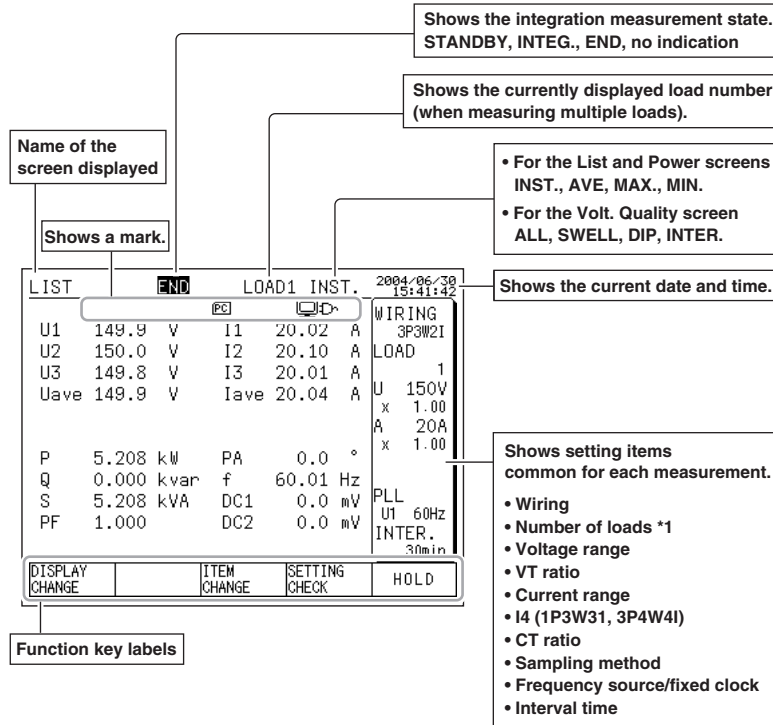 Shows the integration measurement state.
STANDBY, INTEG., END, no indication
Shows the currently displayed load number
(when measuring multiple loads).
Name of the
screen displayed
• For the List and Power screens
INST., AVE, MAX., MIN.
• For the Volt. Quality screen
ALL, SWELL, DIP, INTER.
Shows a mark.
Shows the current date and time.
LIST END LOAD1 INST. 2004/06/30
15:41:42
PC
U1 149.9 V I1 20.02 A
U2 150.0 V I2 20.10 A
U3 149.8 V I3 20.01 A
Uave 149.9 V Iave 20.04 A
P 5.208 kW PA 0.0 °
Q 0.000 kvar f 60.01 Hz
S 5.208 kVA DC1 0.0 mV
PF 1.000 DC2 0.0 mV
WIRING
3P3W2I
LOAD
1
U 150V
x 1.00
A 20A
x 1.00
PLL
U1 60Hz
INTER.
30min
DISPLAY
CHANGE
ITEM
CHANGE
SETTING
CHECK
HOLD
Function key labels
Shows setting items
common for each measurement.
• Wiring
• Number of loads *1
• Voltage range
• VT ratio
• Current range
• I4 (1P3W31, 3P4W4I)
• CT ratio
• Sampling method
• Frequency source/fixed clock
• Interval time